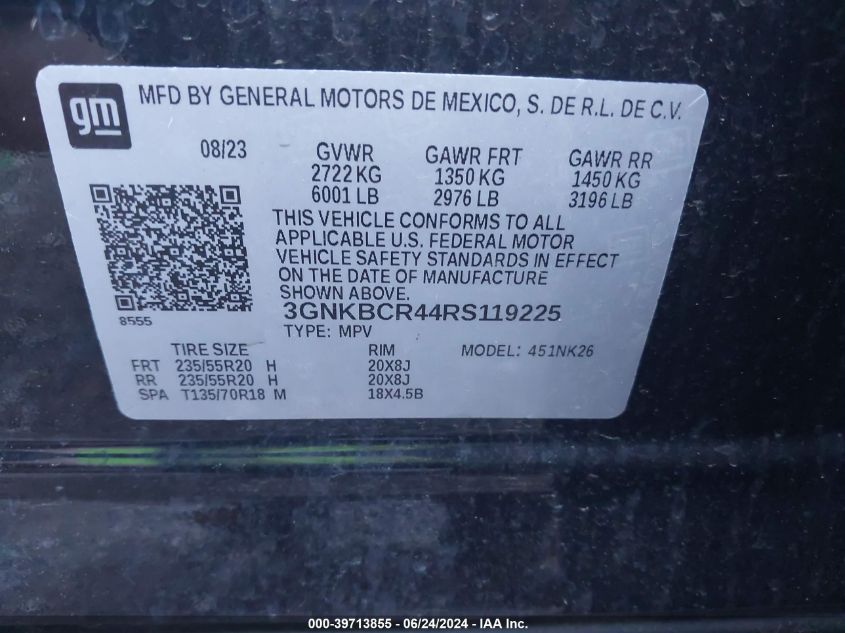 gm
MFD BY GENERAL MOTORS DE MEXICO, S. DE R.L. DE C.V.
08/23 GVWR GAWR FRT GAWR RR
2722 KG 1350 KG 1450 KG
6001 LB 2976 LB 3196 LB
THIS VEHICLE CONFORMS TO ALL
APPLICABLE U.S. FEDERAL MOTOR
VEHICLE SAFETY STANDARDS IN EFFECT
ON THE DATE OF MANUFACTURE
SHOWN ABOVE.
8555
3GNKBCR44RS119225
TYPE: MPV
TIRE SIZE RIM MODEL: 451NK26
FRT 235/55R20 H 20X8J
RR 235/55R20 H 20X8J
SPA T135/70R18 M 18X4.5B
000-39713855 / 06/24/2024 - IAA Inc.